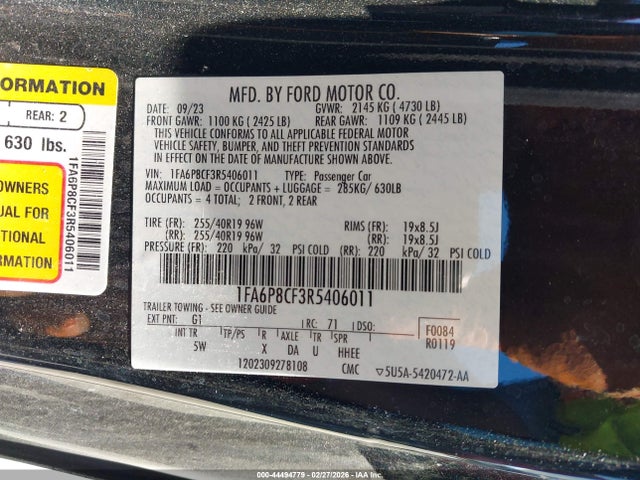 ORMATION
REAR: 2
630 lbs.
OWNERS
UAL FOR
TIONAL
RMATION
1FA6P8CF3R5406011
MFD. BY FORD MOTOR CO.
DATE: 09/23 GVWR: 2145 KG ( 4730 LB)
FRONT GAWR: 1100 KG ( 2425 LB) REAR GAWR: 1109 KG ( 2445 LB)
THIS VEHICLE CONFORMS TO ALL APPLICABLE FEDERAL MOTOR
VEHICLE SAFETY, BUMPER, AND THEFT PREVENTION STANDARDS
IN EFFECT ON THE DATE OF MANUFACTURE SHOWN ABOVE.
VIN: 1FA6P8CF3R5406011 TYPE: Passenger Car
MAXIMUM LOAD = OCCUPANTS + LUGGAGE = 285KG/ 630LB
OCCUPANTS = 4 TOTAL; 2 FRONT, 2 REAR
TIRE (FR): 255/40R19 96W RIMS (FR): 19x8.5J
(RR): 255/40R19 96W (RR): 19x8.5J
PRESSURE (FR): 220 kPa/ 32 PSI COLD (RR): 220 kPa/ 32 PSI COLD
1FA6P8CF3R5406011
TRAILER TOWING - SEE OWNER GUIDE
EXT PNT: G1 RC: 71 DSO: F0084
INT TR TP/PS R AXLE TR SPR R0119
5W X DA U HHEE
1202309278108 CMC ▽5U5A-5420472-AA
000-44494779 - 02/27/2026 - IAA Holdings, LLC